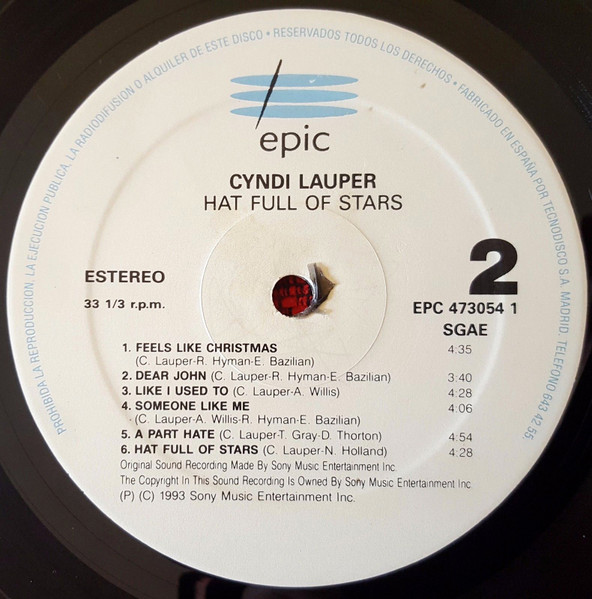 PROHIBIDA LA REPRODUCCION, LA EJECUCION PUBLICA, LA RADIODIFUSION O ALQUILER DE ESTE DISCO • RESERVADOS TODOS LOS DERECHOS • FABRICADO EN ESPAÑA POR TECNODISCO S.A. MADRID. TELEFONO 643 42 55.
epic
CYNDI LAUPER
HAT FULL OF STARS
2
ESTEREO
33 1/3 r.p.m.
EPC 473054 1
SGAE
1. FEELS LIKE CHRISTMAS 4:35
(C. Lauper-R. Hyman-E. Bazilian)
2. DEAR JOHN (C. Lauper-R. Hyman-E. Bazilian) 3:40
3. LIKE I USED TO (C. Lauper-A. Willis) 4:28
4. SOMEONE LIKE ME 4:06
(C. Lauper-A. Willis-R. Hyman-E. Bazilian)
5. A PART HATE (C. Lauper-T. Gray-D. Thorton) 4:54
6. HAT FULL OF STARS (C. Lauper-N. Holland) 4:28
Original Sound Recording Made By Sony Music Entertainment Inc.
The Copyright In This Sound Recording Is Owned By Sony Music Entertainment Inc.
(P) (C) 1993 Sony Music Entertainment Inc.